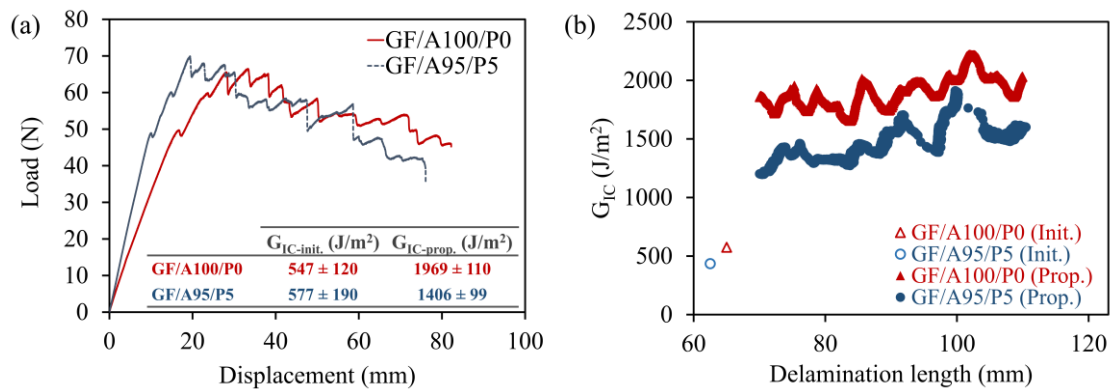 (a)
80
70
60
50
40
30
20
10
0
Load (N)
GF/A100/P0
GF/A95/P5
G_IC-init. (J/m²) G_IC-prop. (J/m²)
GF/A100/P0 547 ± 120 1969 ± 110
GF/A95/P5 577 ± 190 1406 ± 99
0 20 40 60 80 100
Displacement (mm)
(b)
2500
2000
1500
1000
500
0
G_IC (J/m²)
GF/A100/P0 (Init.)
GF/A95/P5 (Init.)
GF/A100/P0 (Prop.)
GF/A95/P5 (Prop.)
60 80 100 120
Delamination length (mm)